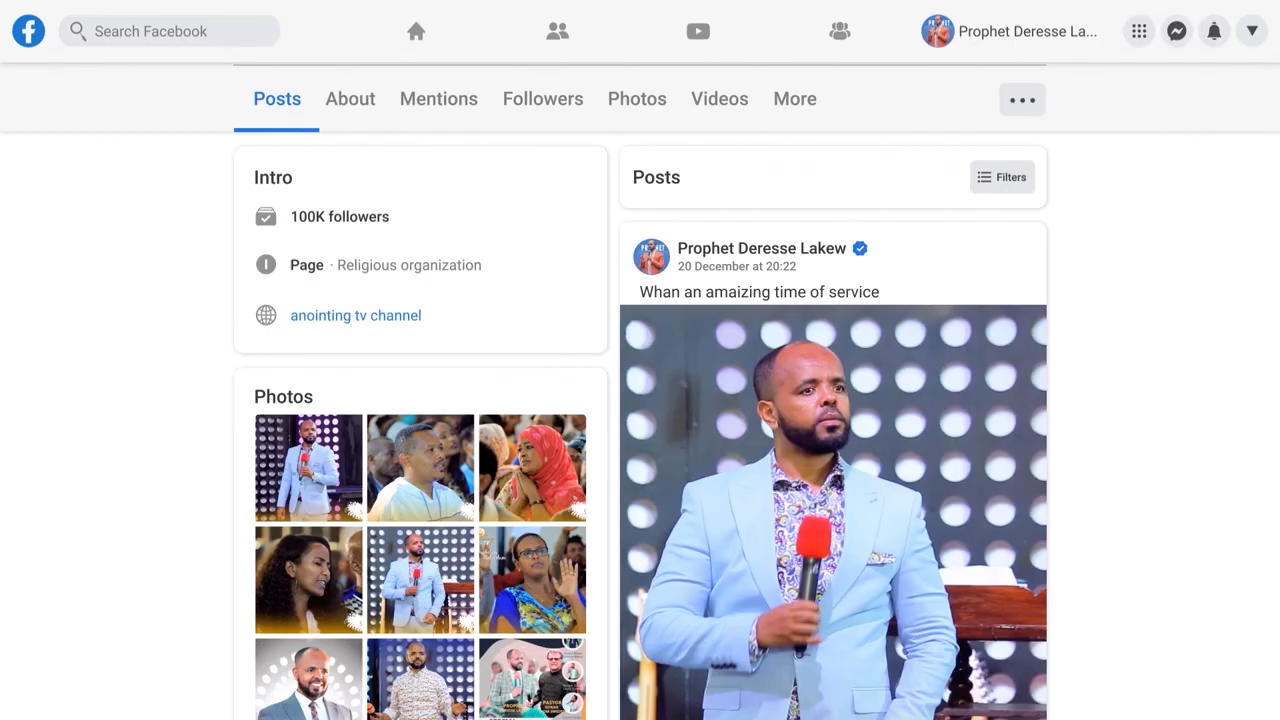 Search Facebook
Prophet Deresse La...
Posts
About
Mentions
Followers
Photos
Videos
More
Intro
100K followers
Page · Religious organization
anointing tv channel
Photos
Posts
Filters
Prophet Deresse Lakew
20 December at 20:22
Whan an amaizing time of service